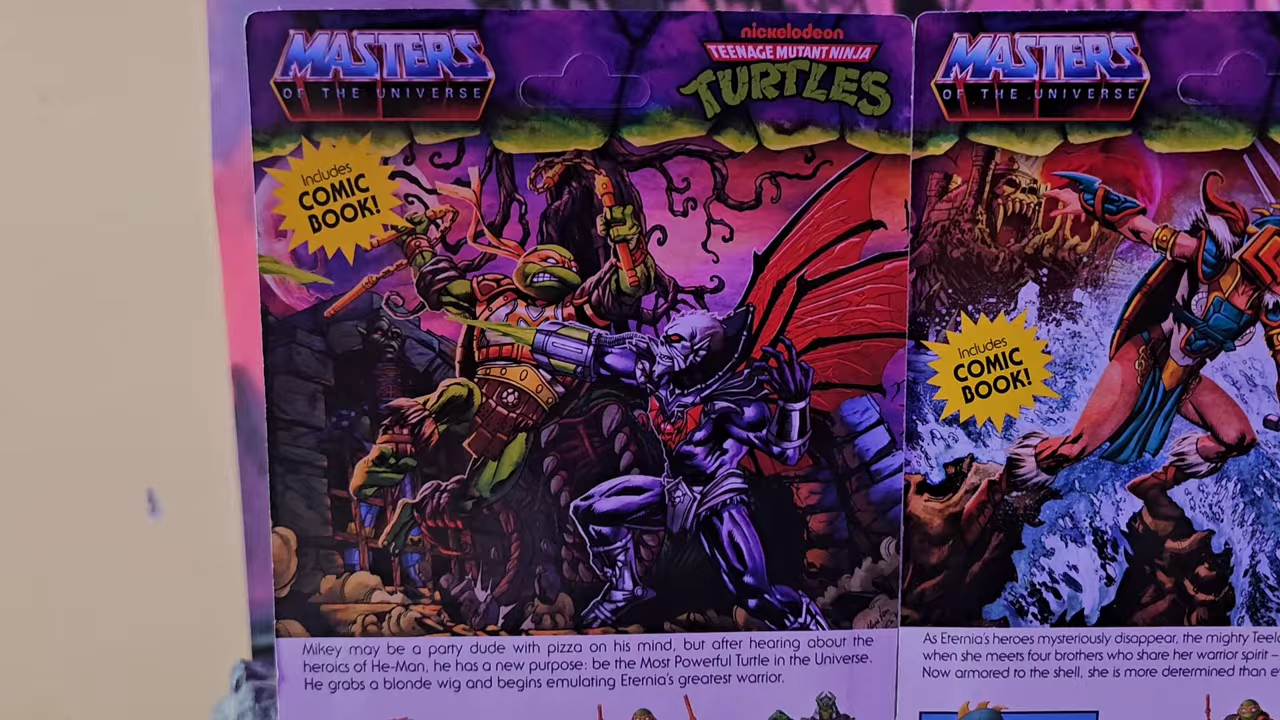 MASTERS
OF THE UNIVERSE
nickelodeon
TEENAGE MUTANT NINJA
TURTLES
Includes
COMIC
BOOK!
Mikey may be a party dude with pizza on his mind, but after hearing about the
heroics of He-Man, he has a new purpose: be the Most Powerful Turtle in the Universe.
He grabs a blonde wig and begins emulating Eternia's greatest warrior.
MASTERS
OF THE UNIVERSE
Includes
COMIC
BOOK!
As Eternia's heroes mysteriously disappear, the mighty Teel
when she meets four brothers who share her warrior spirit –
Now armored to the shell, she is more determined than e